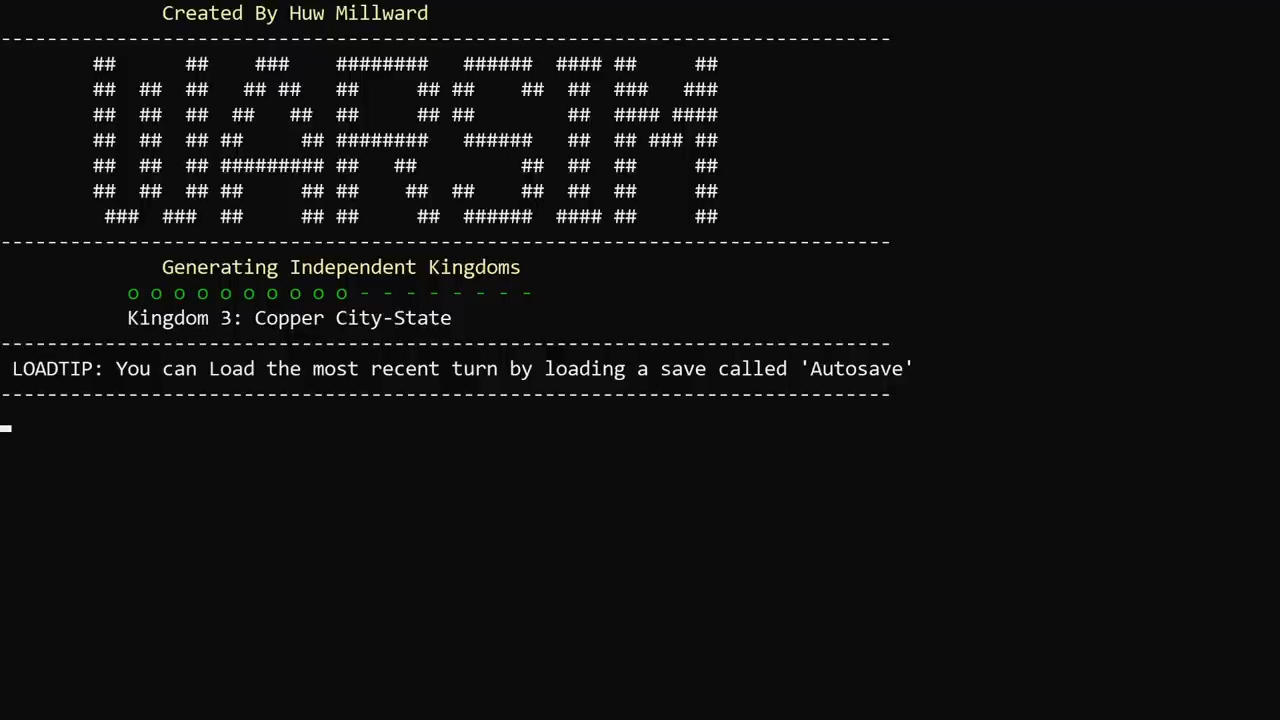 Created By Huw Millward
WARSIM
Generating Independent Kingdoms
o o o o o o o o o o - - - - - - - -
Kingdom 3: Copper City-State
LOADTIP: You can Load the most recent turn by loading a save called 'Autosave'